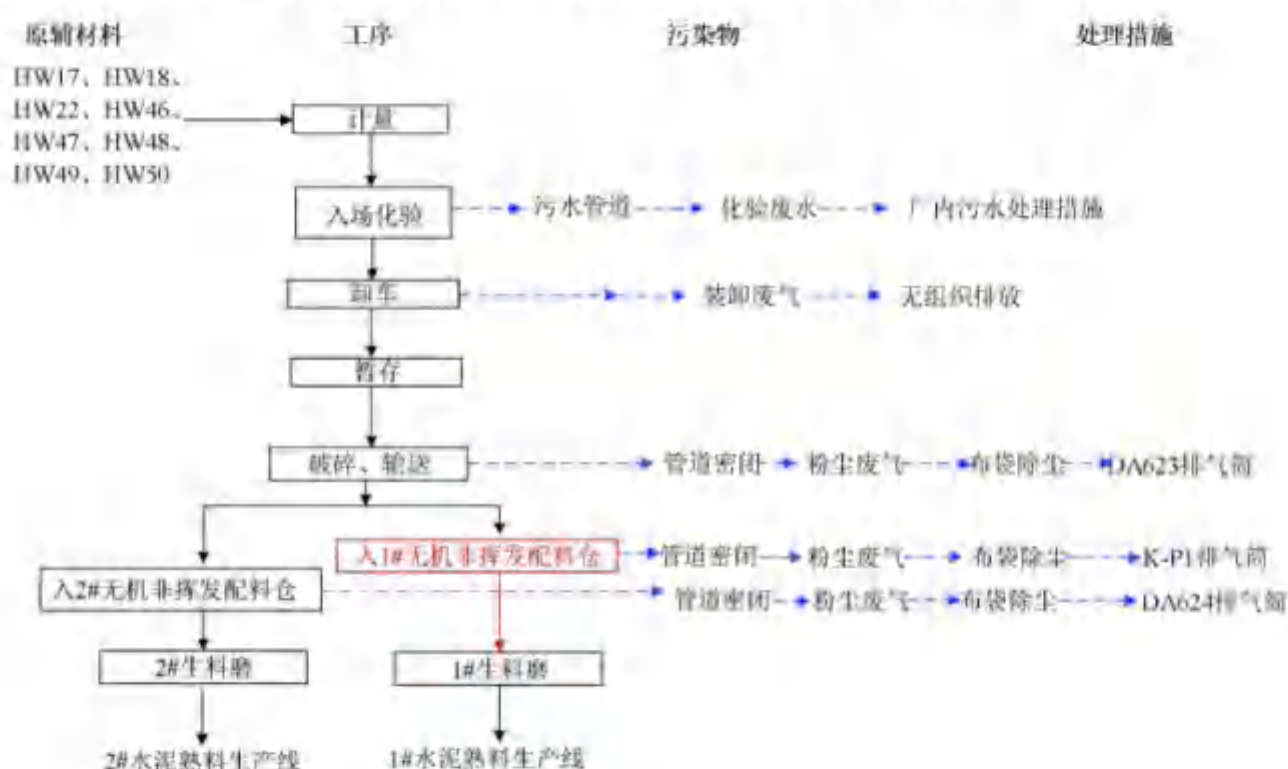 原辅材料 工序 污染物 处理措施
HW17、HW18、
HW22、HW46、
HW47、HW48、
HW49、HW50
计量
入场化验 污水管道 化验废水 厂内污水处理措施
卸车 装卸废气 无组织排放
暂存
破碎、输送 管道密闭 粉尘废气 布袋除尘 DA623排气筒
入1#无机非挥发配料仓 管道密闭 粉尘废气 布袋除尘 K-P1排气筒
入2#无机非挥发配料仓 管道密闭 粉尘废气 布袋除尘 DA624排气筒
2#生料磨 1#生料磨
2#水泥熟料生产线 1#水泥熟料生产线